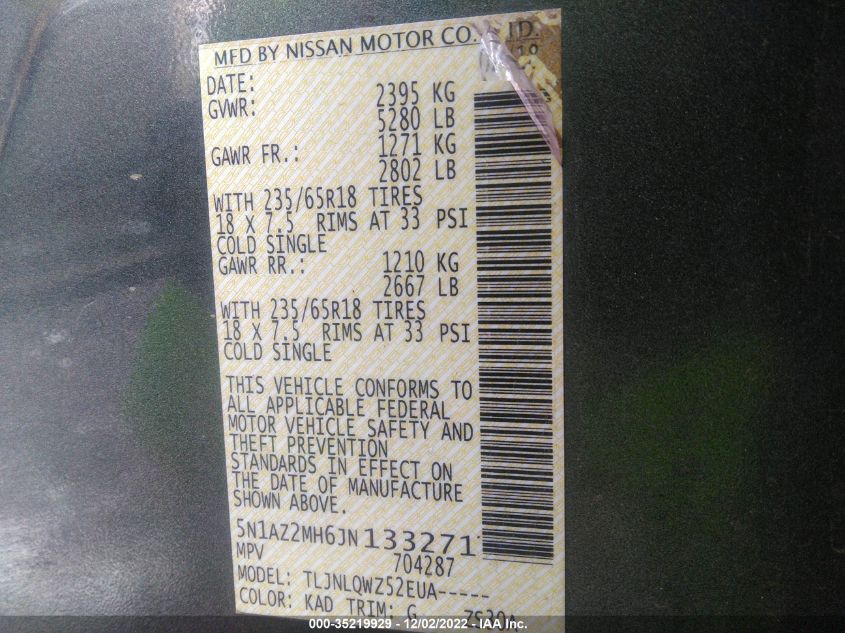 MFD BY NISSAN MOTOR CO.
DATE:
GVWR: 2395 KG
5280 LB
GAWR FR.: 1271 KG
2802 LB
WITH 235/65R18 TIRES
18 X 7.5 RIMS AT 33 PSI
COLD SINGLE
GAWR RR.: 1210 KG
2667 LB
WITH 235/65R18 TIRES
18 X 7.5 RIMS AT 33 PSI
COLD SINGLE
THIS VEHICLE CONFORMS TO
ALL APPLICABLE FEDERAL
MOTOR VEHICLE SAFETY AND
THEFT PREVENTION
STANDARDS IN EFFECT ON
THE DATE OF MANUFACTURE
SHOWN ABOVE.
5N1AZ2MH6JN133271
MPV 704287
MODEL: TLJNLQWZ52EUA-----
COLOR: KAD TRIM: G
000-35219929 - 12/02/2022 - IAA Inc.